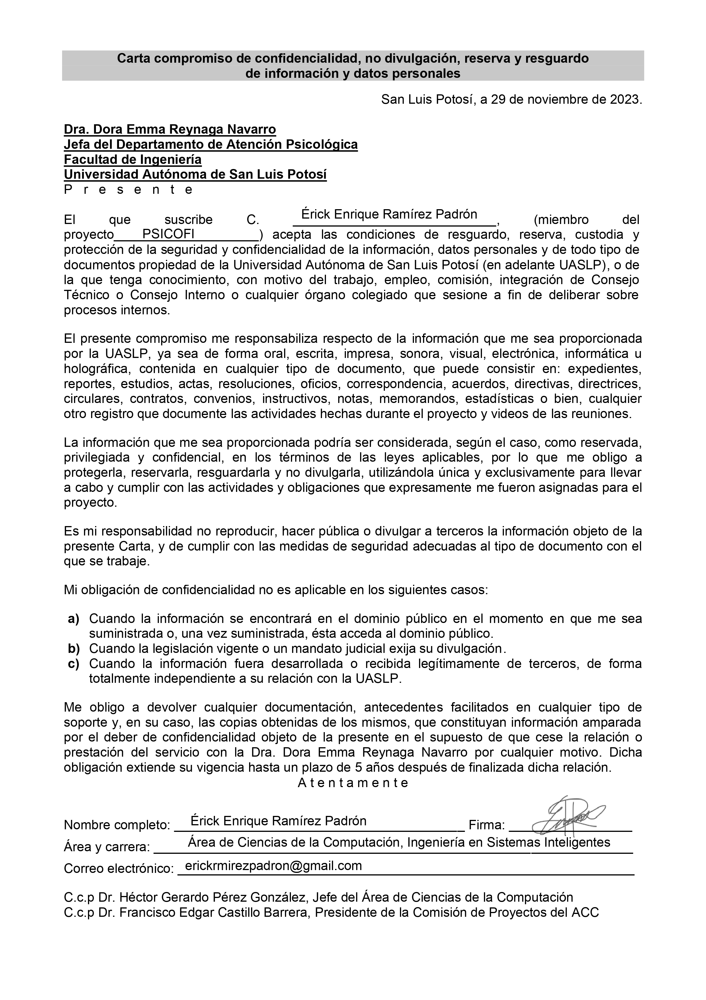 Carta compromiso de confidencialidad, no divulgación, reserva y resguardo
de información y datos personales
San Luis Potosí, a 29 de noviembre de 2023.
Dra. Dora Emma Reynaga Navarro
Jefa del Departamento de Atención Psicológica
Facultad de Ingeniería
Universidad Autónoma de San Luis Potosí
P r e s e n t e
El que suscribe C. Érick Enrique Ramírez Padrón, (miembro del
proyecto PSICOFI) acepta las condiciones de resguardo, reserva, custodia y
protección de la seguridad y confidencialidad de la información, datos personales y de todo tipo de
documentos propiedad de la Universidad Autónoma de San Luis Potosí (en adelante UASLP), o de
la que tenga conocimiento, con motivo del trabajo, empleo, comisión, integración de Consejo
Técnico o Consejo Interno o cualquier órgano colegiado que sesione a fin de deliberar sobre
procesos internos.
El presente compromiso me responsabiliza respecto de la información que me sea proporcionada
por la UASLP, ya sea de forma oral, escrita, impresa, sonora, visual, electrónica, informática u
holográfica, contenida en cualquier tipo de documento, que puede consistir en: expedientes,
reportes, estudios, actas, resoluciones, oficios, correspondencia, acuerdos, directivas, directrices,
circulares, contratos, convenios, instructivos, notas, memorandos, estadísticas o bien, cualquier
otro registro que documente las actividades hechas durante el proyecto y videos de las reuniones.
La información que me sea proporcionada podría ser considerada, según el caso, como reservada,
privilegiada y confidencial, en los términos de las leyes aplicables, por lo que me obligo a
protegerla, reservarla, resguardarla y no divulgarla, utilizándola única y exclusivamente para llevar
a cabo y cumplir con las actividades y obligaciones que expresamente me fueron asignadas para el
proyecto.
Es mi responsabilidad no reproducir, hacer pública o divulgar a terceros la información objeto de la
presente Carta, y de cumplir con las medidas de seguridad adecuadas al tipo de documento con el
que se trabaje.
Mi obligación de confidencialidad no es aplicable en los siguientes casos:
a) Cuando la información se encontrará en el dominio público en el momento en que me sea
suministrada o, una vez suministrada, ésta acceda al dominio público.
b) Cuando la legislación vigente o un mandato judicial exija su divulgación.
c) Cuando la información fuera desarrollada o recibida legítimamente de terceros, de forma
totalmente independiente a su relación con la UASLP.
Me obligo a devolver cualquier documentación, antecedentes facilitados en cualquier tipo de
soporte y, en su caso, las copias obtenidas de los mismos, que constituyan información amparada
por el deber de confidencialidad objeto de la presente en el supuesto de que cese la relación o
prestación del servicio con la Dra. Dora Emma Reynaga Navarro por cualquier motivo. Dicha
obligación extiende su vigencia hasta un plazo de 5 años después de finalizada dicha relación.
A t e n t a m e n t e
Nombre completo: Érick Enrique Ramírez Padrón Firma:
Área y carrera: Área de Ciencias de la Computación, Ingeniería en Sistemas Inteligentes
Correo electrónico: erickrmirezpadron@gmail.com
C.c.p Dr. Héctor Gerardo Pérez González, Jefe del Área de Ciencias de la Computación
C.c.p Dr. Francisco Edgar Castillo Barrera, Presidente de la Comisión de Proyectos del ACC